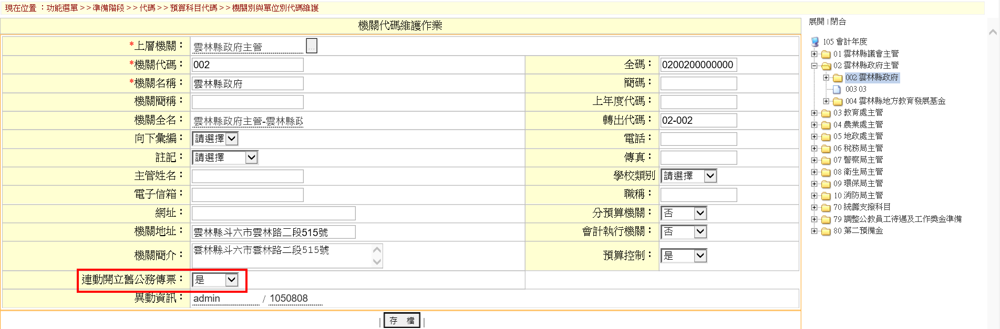 現在位置 ：功能選單>>準備階段>>代碼>>預算科目代碼>>機關別與單位別代碼維護
機關代碼維護作業
*上層機關： 雲林縣政府主管 ...
*機關代碼： 002 全碼： 0200200000000
*機關名稱： 雲林縣政府 簡碼：
機關簡稱： 上年度代碼：
機關全名： 雲林縣政府主管-雲林縣政 轉出代碼： 02-002
向下彙編： 請選擇 電話：
註記： 請選擇 傳真：
主管姓名： 學校類別 請選擇
電子信箱： 職稱：
網址： 分預算機關： 否
機關地址： 雲林縣斗六市雲林路二段515號 會計執行機關： 否
機關簡介： 雲林縣斗六市雲林路二段515號 預算控制： 是
連動開立舊公務傳票： 是
異動資訊： admin / 1050808
| 存 檔 |
展開 | 閉合
105 會計年度
01 雲林縣議會主管
02 雲林縣政府主管
002 雲林縣政府
003 03
004 雲林縣地方教育發展基金
03 教育處主管
04 農業處主管
05 地政處主管
06 稅務局主管
07 警察局主管
08 衛生局主管
09 環保局主管
10 消防局主管
70 統籌支撥科目
79 調整公教員工待遇及工作獎金準備
80 第二預備金